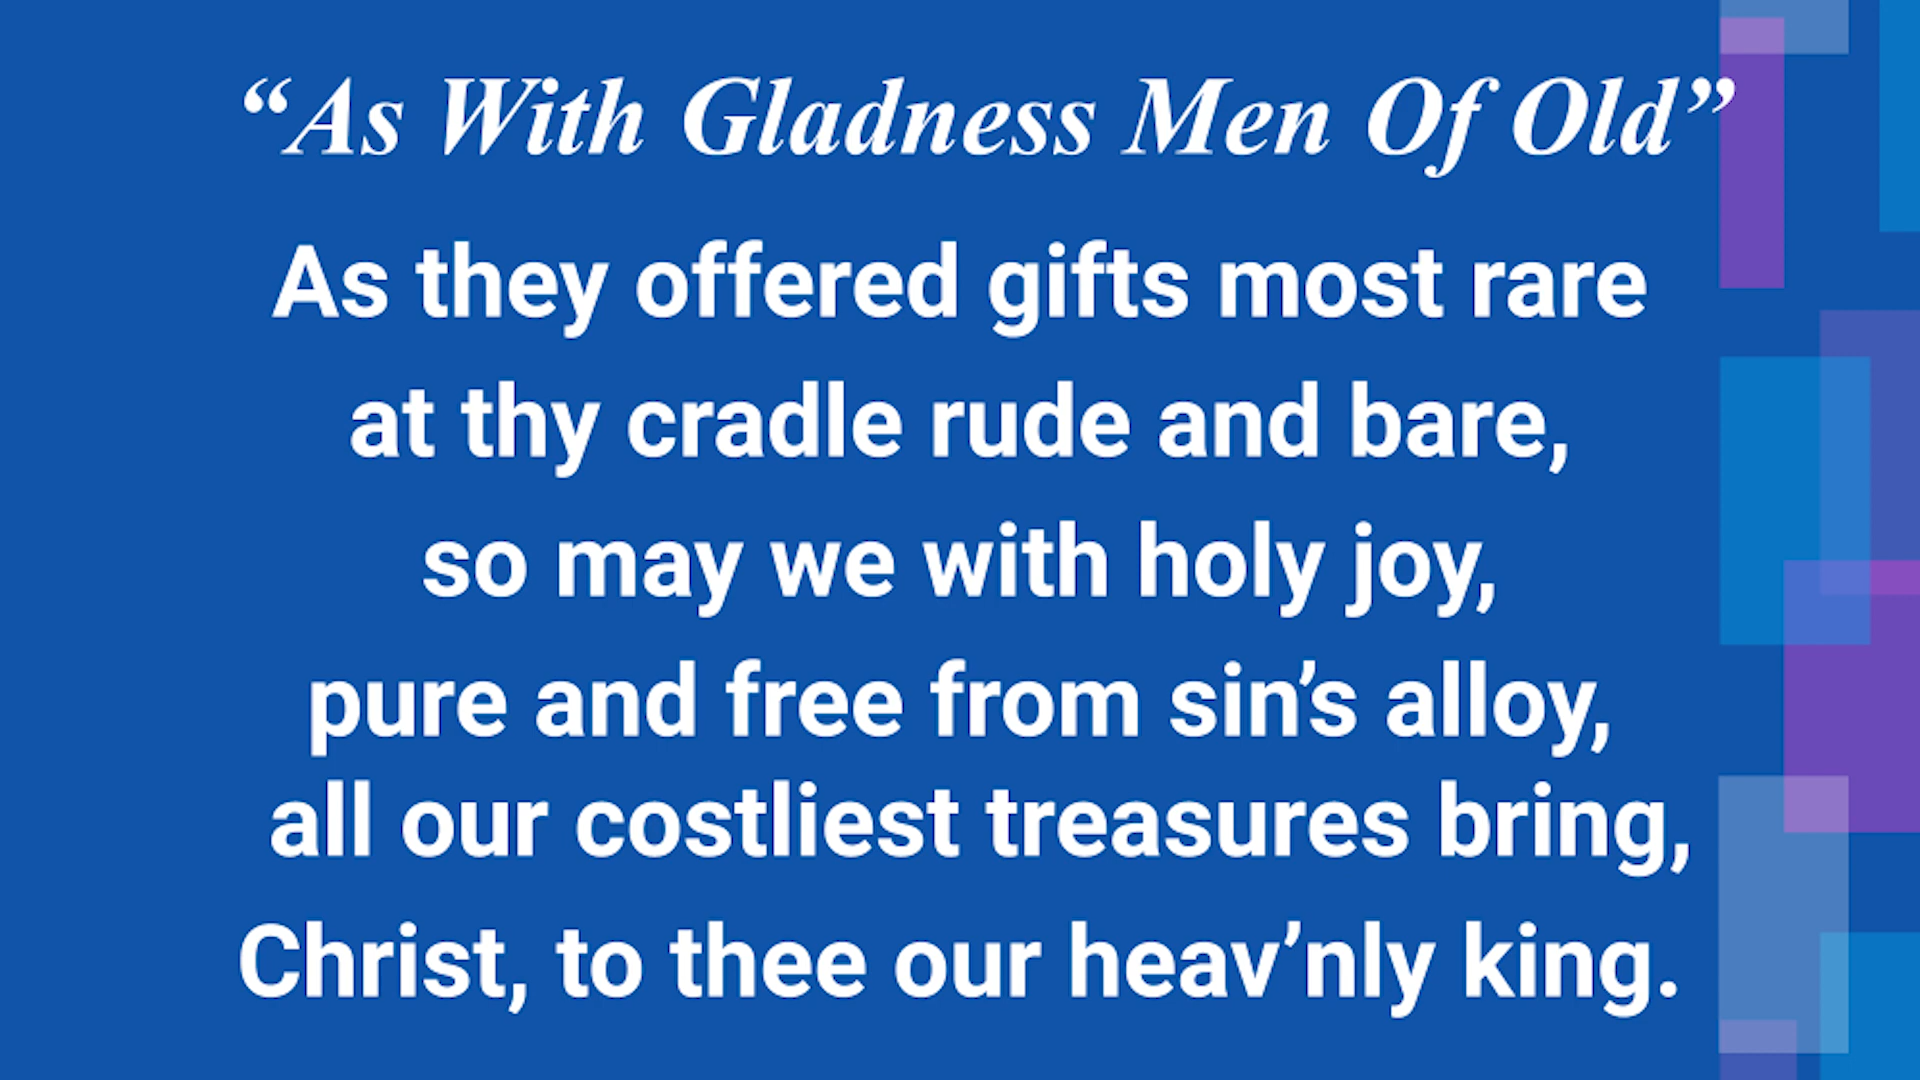 “As With Gladness Men Of Old”
As they offered gifts most rare
at thy cradle rude and bare,
so may we with holy joy,
pure and free from sin’s alloy,
all our costliest treasures bring,
Christ, to thee our heav’nly king.